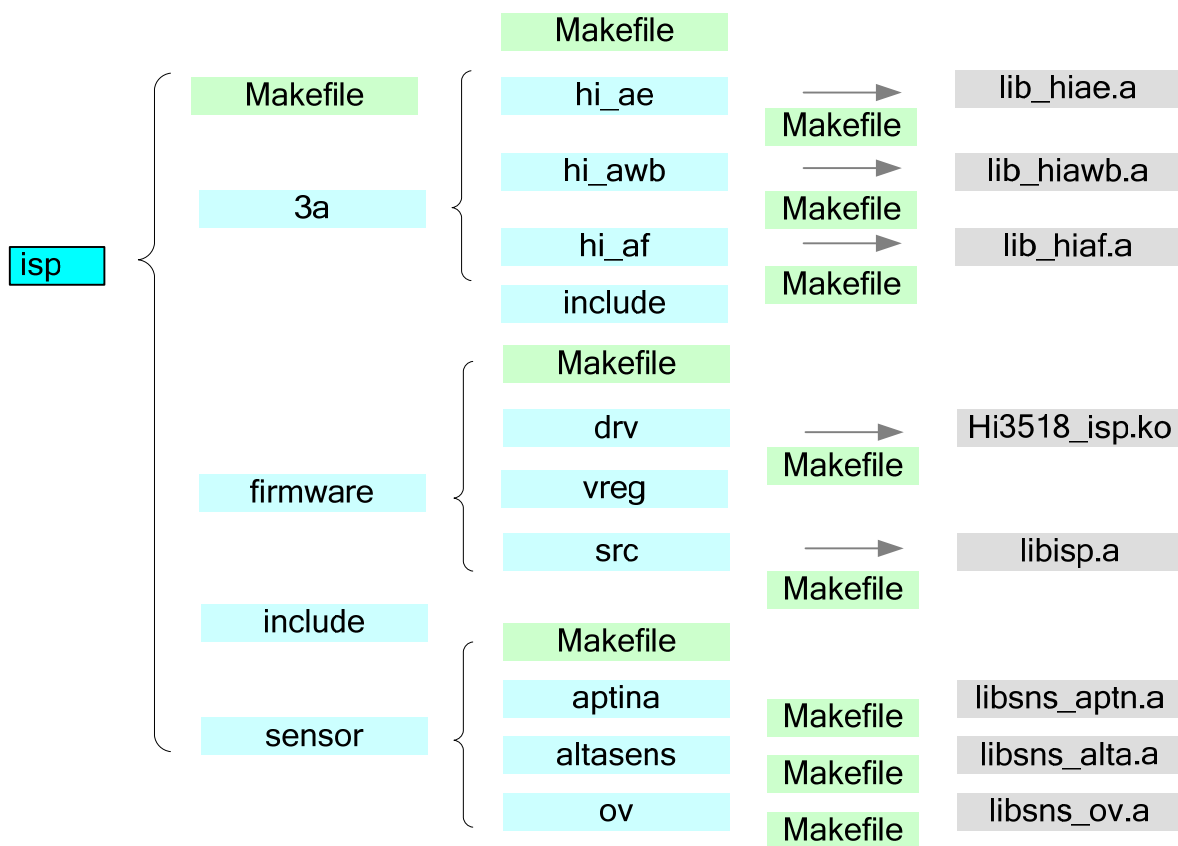 Makefile
Makefile
hi_ae
lib_hiae.a
Makefile
hi_awb
lib_hiawb.a
3a
Makefile
hi_af
lib_hiaf.a
isp
Makefile
include
Makefile
drv
Hi3518_isp.ko
Makefile
firmware
vreg
src
libisp.a
Makefile
include
Makefile
aptina
libsns_aptn.a
Makefile
sensor
altasens
libsns_alta.a
Makefile
ov
libsns_ov.a
Makefile